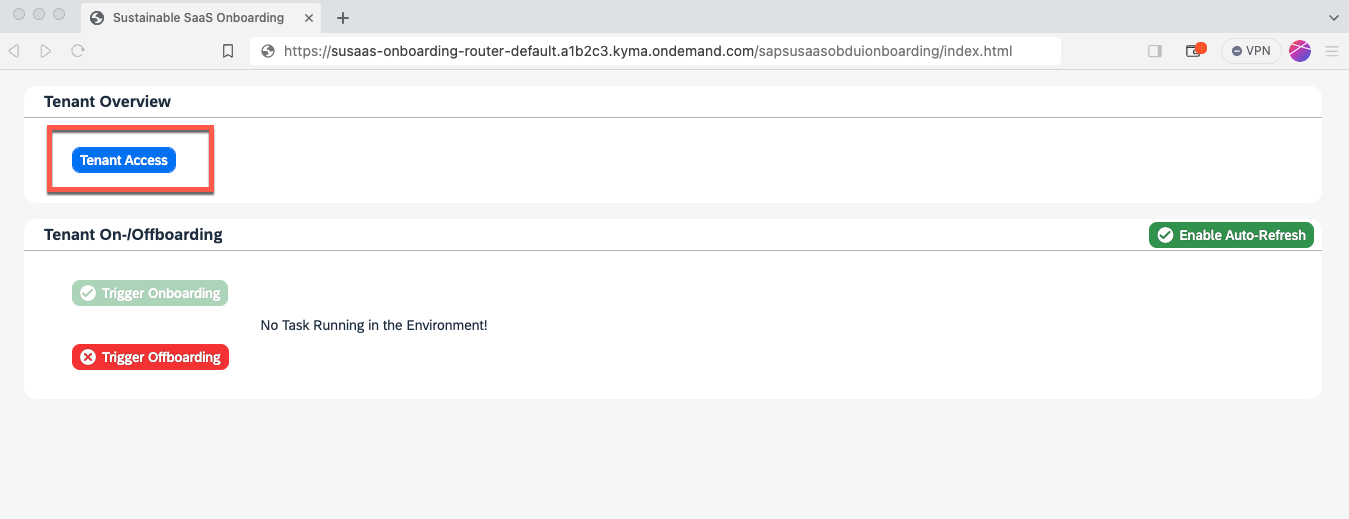 Sustainable SaaS Onboarding
https://susaas-onboarding-router-default.a1b2c3.kyma.ondemand.com/sapsusaasobduionboarding/index.html
VPN
Tenant Overview
Tenant Access
Tenant On-/Offboarding
Enable Auto-Refresh
Trigger Onboarding
No Task Running in the Environment!
Trigger Offboarding